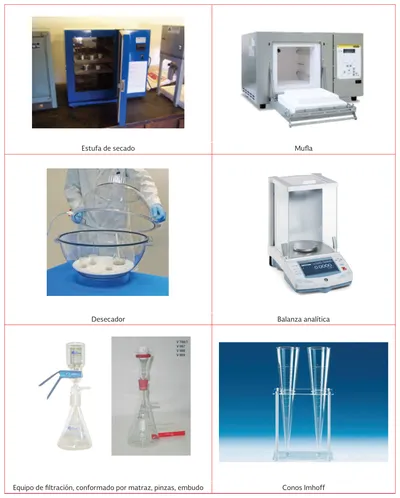 Estufa de secado
Mufla
Desecador
Balanza analítica
Equipo de filtración, conformado por matraz, pinzas, embudo
Conos Imhoff